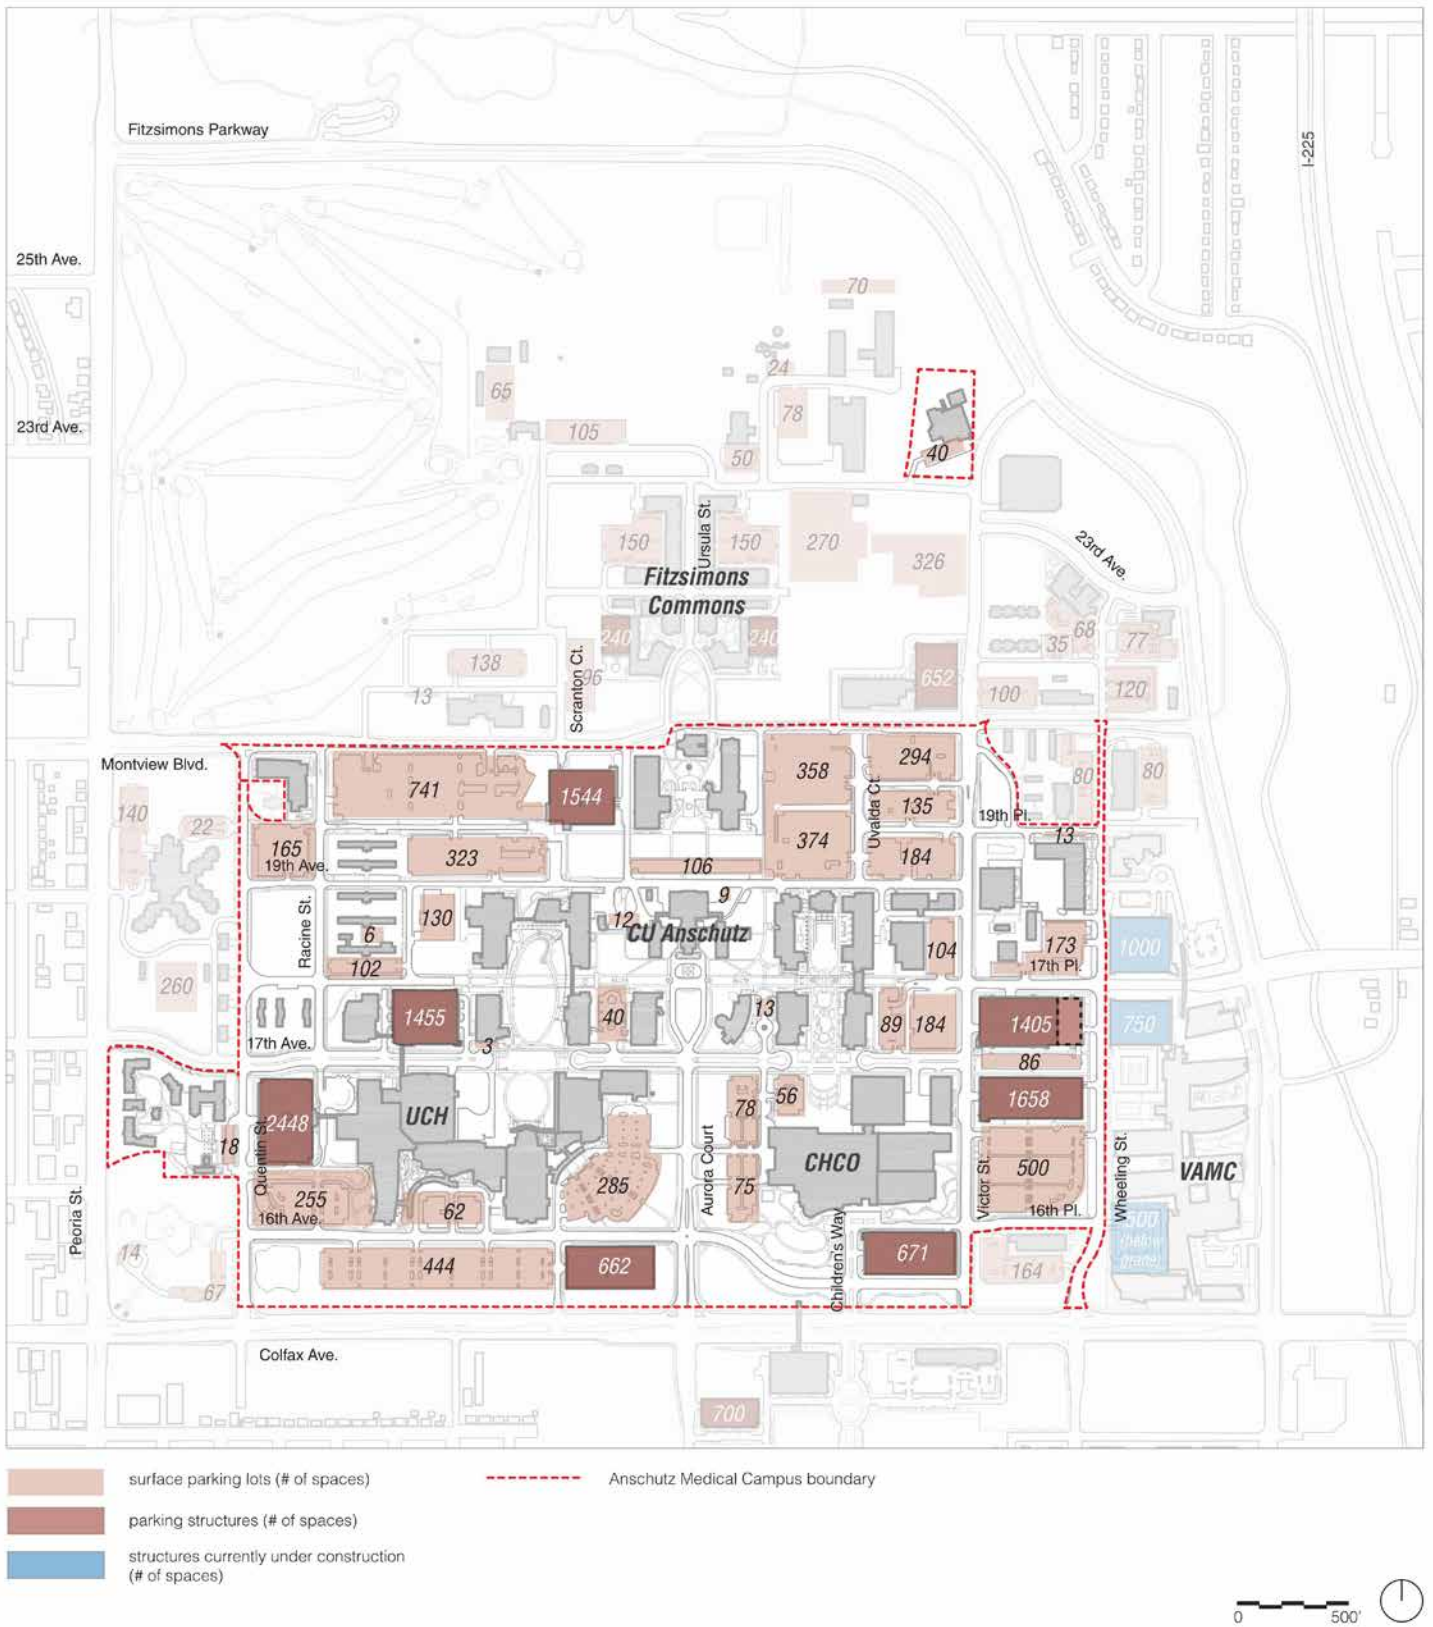 Fitzsimons Parkway
I-225
25th Ave.
70
24
65
23rd Ave.
105
78
50
40
Ursula St.
150
150
270
326
23rd Ave.
Fitzsimons
Commons
240
240
68
35
77
138
Scranton Ct.
96
652
13
100
120
Montview Blvd.
741
1544
358
294
80
80
Uvalda Ct.
135
19th Pl.
140
22
165
19th Ave.
323
106
374
184
13
130
9
12
CU Anschutz
Racine St.
6
102
104
173
17th Pl.
1000
260
1455
40
13
89
184
1405
750
17th Ave.
3
86
2448
UCH
78
56
1658
18
Quentin St.
Aurora Court
CHCO
500
Victor St.
Wheeling St.
VAMC
255
16th Ave.
62
285
75
16th Pl.
500
(below
grade)
Peoria St.
14
67
444
662
Children's Way
671
164
Colfax Ave.
700
surface parking lots (# of spaces)
Anschutz Medical Campus boundary
parking structures (# of spaces)
structures currently under construction
(# of spaces)
0
500'